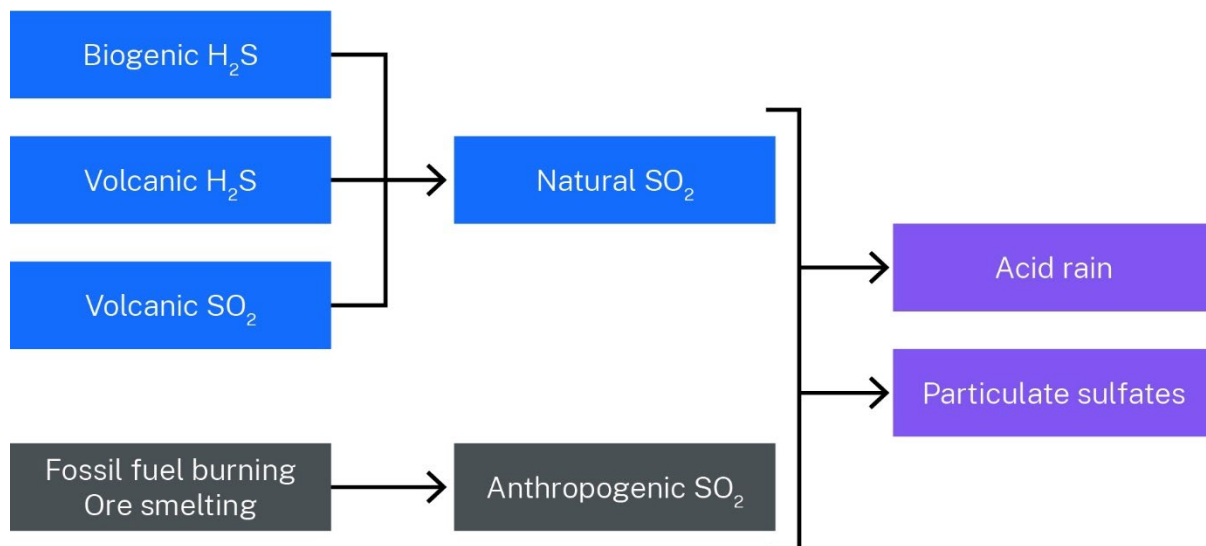 Biogenic H₂S
Volcanic H₂S
Natural SO₂
Volcanic SO₂
Acid rain
Particulate sulfates
Fossil fuel burning
Ore smelting
Anthropogenic SO₂